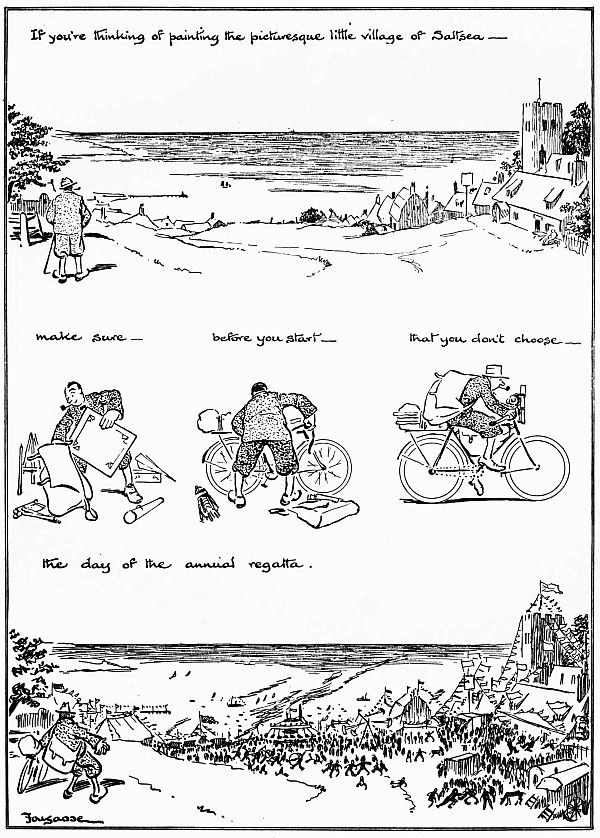 If you're thinking of painting the picturesque little village of Saltsea —
make sure —
before you start —
that you don't choose —
the day of the annual regatta.
Fougasse